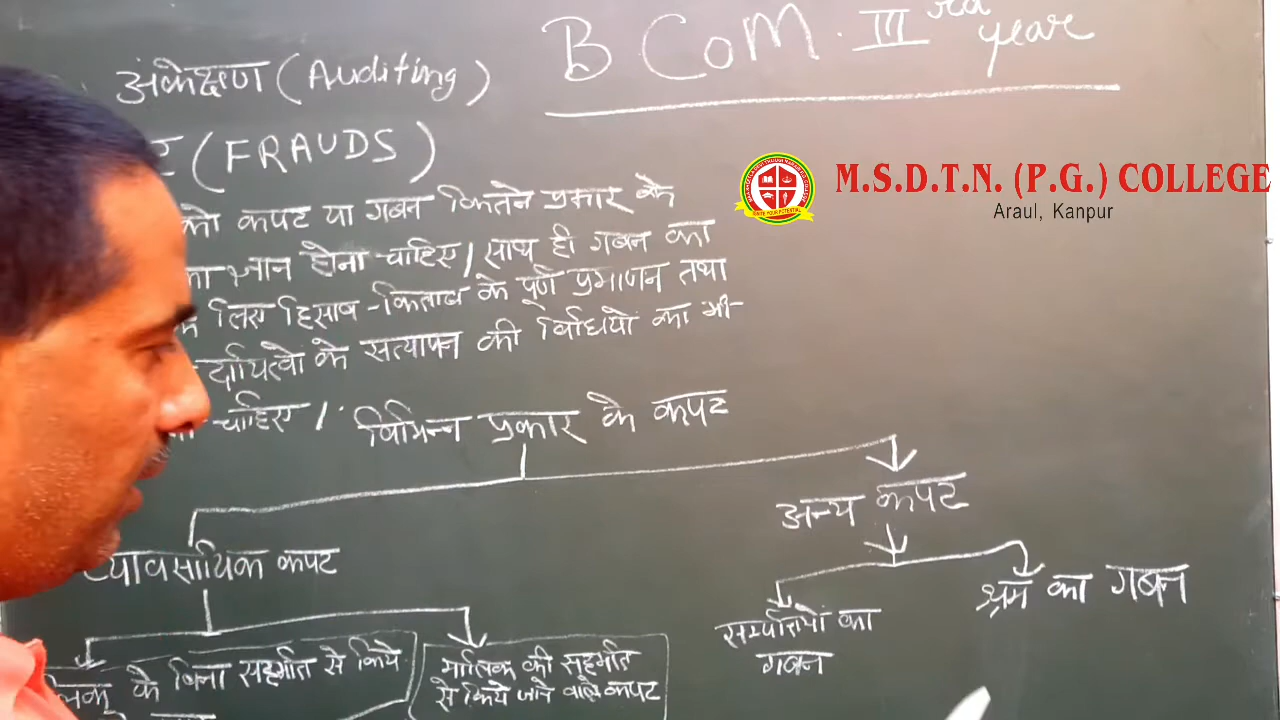 B COM. III rd year
अंकेक्षण (Auditing)
(FRAUDS)
को कपट या गबन कितने प्रकार के
का ज्ञान होना चाहिए / साथ ही गबन का
लिए हिसाब-किताब के पूर्ण प्रमाणन तथा
दायित्वो के सत्यापन की विधियो का भी
चाहिए /
विभिन्न प्रकार के कपट
अन्य कपट
व्यावसायिक कपट
सम्पत्तियों का
गबन
श्रम का गबन
के बिना सहमति से किये
मालिक की सहमति
से किये जाने वाले कपट
M.S.D.T.N. (P.G.) COLLEGE
Araul, Kanpur